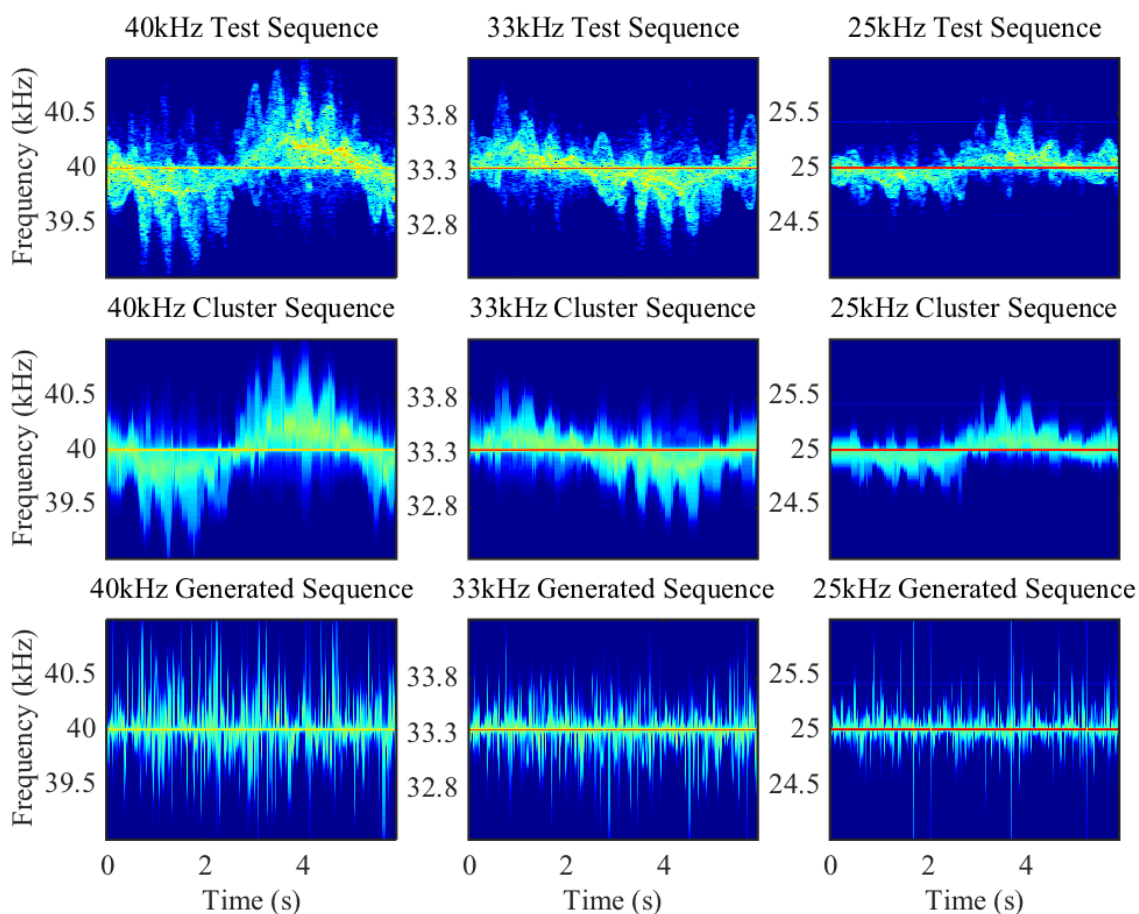 40kHz Test Sequence
33kHz Test Sequence
25kHz Test Sequence
Frequency (kHz)
40.5
40
39.5
33.8
33.3
32.8
25.5
25
24.5
40kHz Cluster Sequence
33kHz Cluster Sequence
25kHz Cluster Sequence
Frequency (kHz)
40.5
40
39.5
33.8
33.3
32.8
25.5
25
24.5
40kHz Generated Sequence
33kHz Generated Sequence
25kHz Generated Sequence
Frequency (kHz)
40.5
40
39.5
33.8
33.3
32.8
25.5
25
24.5
0 2 4
0 2 4
0 2 4
Time (s)
Time (s)
Time (s)